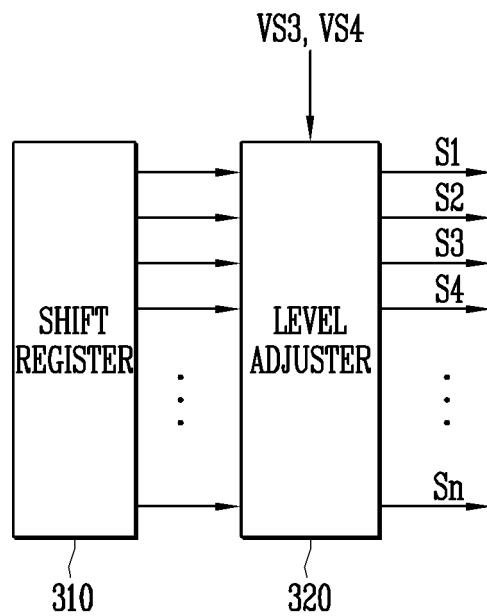 VS3, VS4
S1
S2
S3
S4
SHIFT
REGISTER
LEVEL
ADJUSTER
Sn
310
320